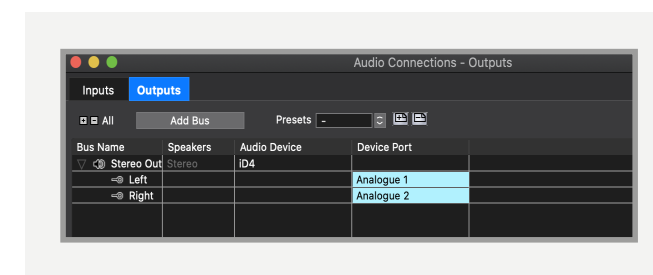 Audio Connections - Outputs
Inputs Outputs
All Add Bus Presets -
Bus Name Speakers Audio Device Device Port
Stereo Out Stereo iD4
Left Analogue 1
Right Analogue 2